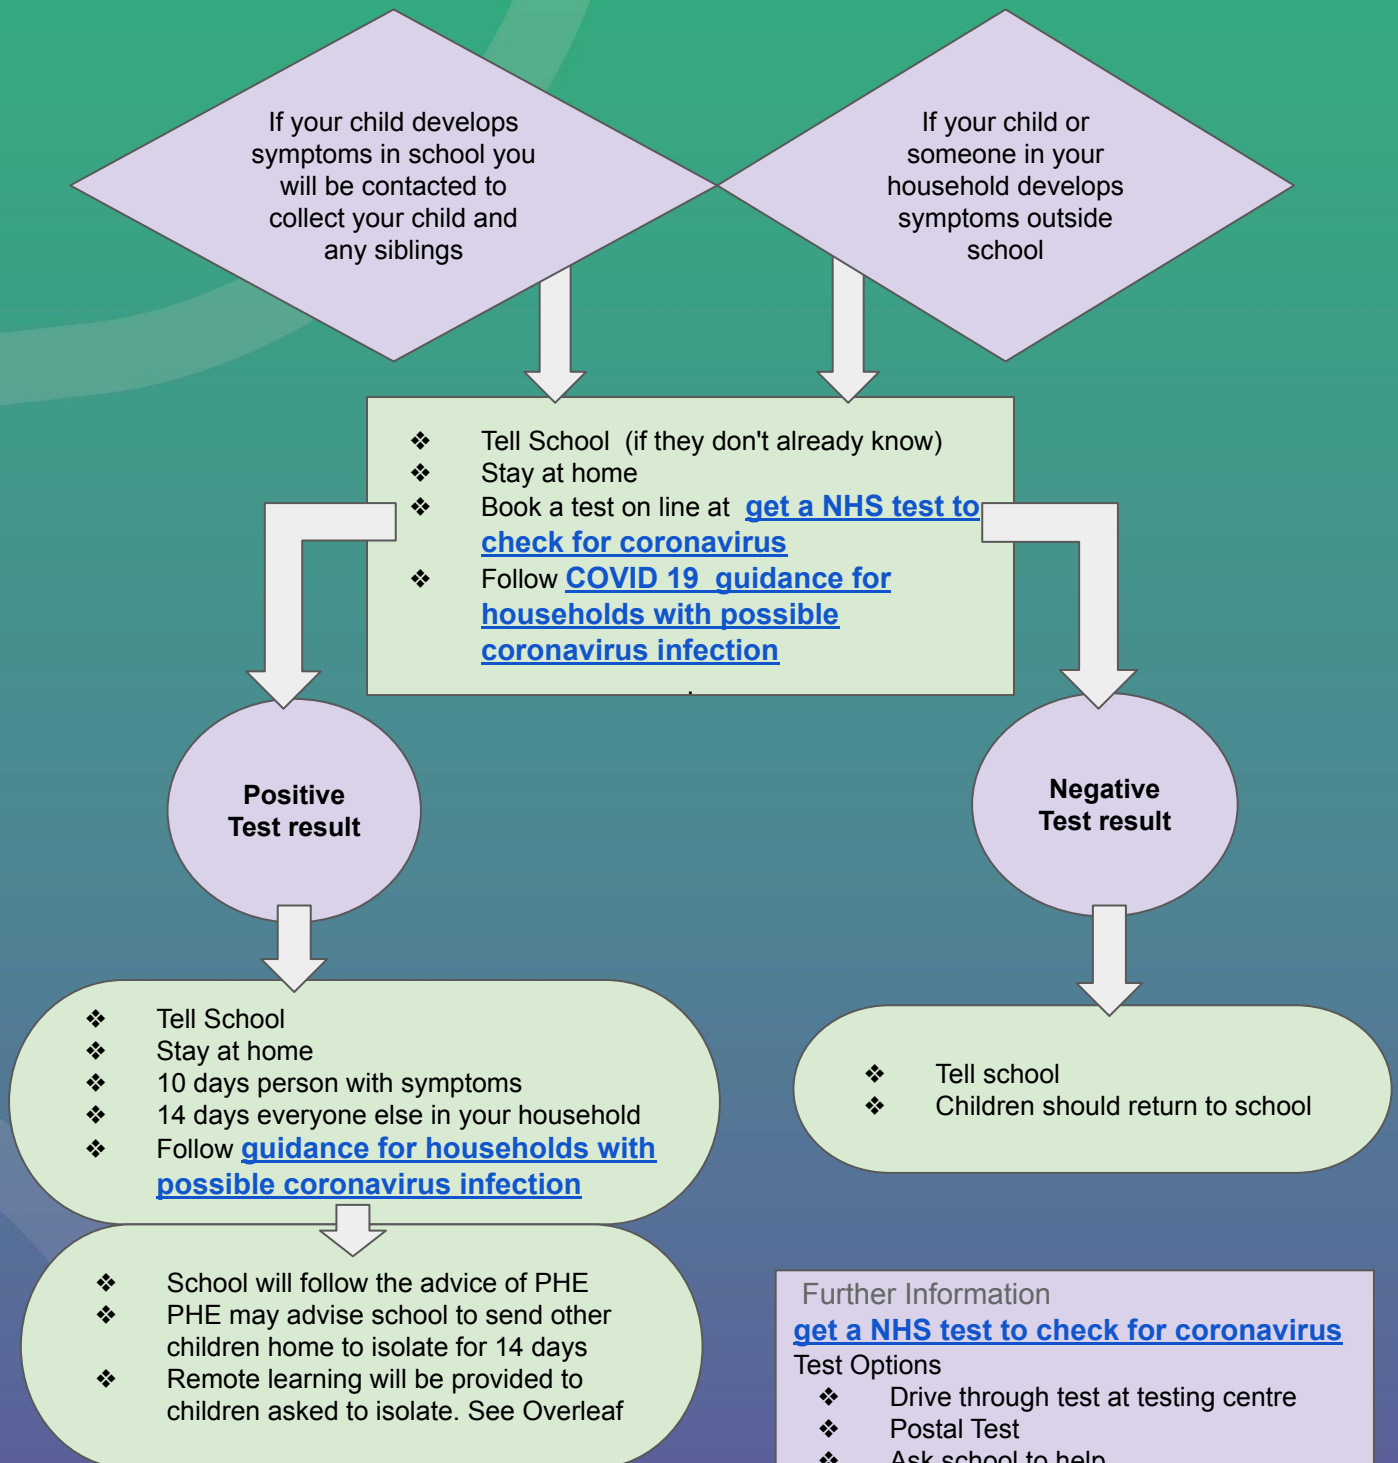 If your child develops
symptoms in school you
will be contacted to
collect your child and
any siblings
If your child or
someone in your
household develops
symptoms outside
school
❖ Tell School (if they don't already know)
❖ Stay at home
❖ Book a test on line at get a NHS test to
check for coronavirus
❖ Follow COVID 19 guidance for
households with possible
coronavirus infection
.
Positive
Test result
Negative
Test result
❖ Tell School
❖ Stay at home
❖ 10 days person with symptoms
❖ 14 days everyone else in your household
❖ Follow guidance for households with
possible coronavirus infection
❖ Tell school
❖ Children should return to school
❖ School will follow the advice of PHE
❖ PHE may advise school to send other
children home to isolate for 14 days
❖ Remote learning will be provided to
children asked to isolate. See Overleaf
Further Information
get a NHS test to check for coronavirus
Test Options
❖ Drive through test at testing centre
❖ Postal Test
❖ Ask school to help